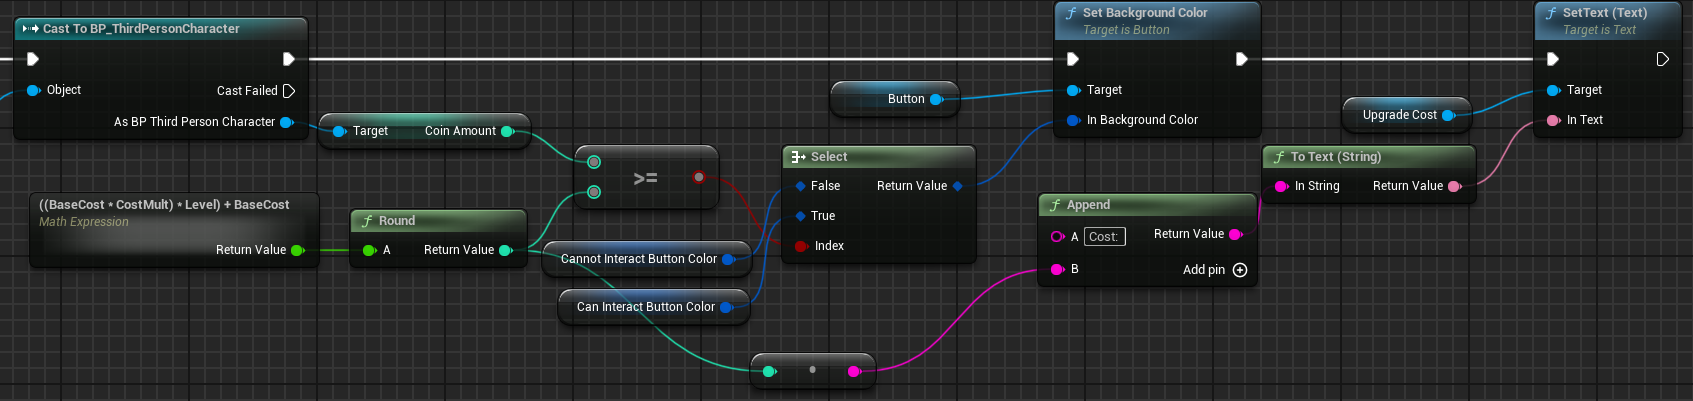 Cast To BP_ThirdPersonCharacter
Object
Cast Failed
As BP Third Person Character
Target Coin Amount
((BaseCost * CostMult) * Level) + BaseCost
Math Expression
Return Value
Round
A Return Value
>=
Cannot Interact Button Color
Can Interact Button Color
Select
False Return Value
True
Index
Button
Set Background Color
Target is Button
Target
In Background Color
Append
A Cost: Return Value
B Add pin
To Text (String)
In String Return Value
Upgrade Cost
SetText (Text)
Target is Text
Target
In Text